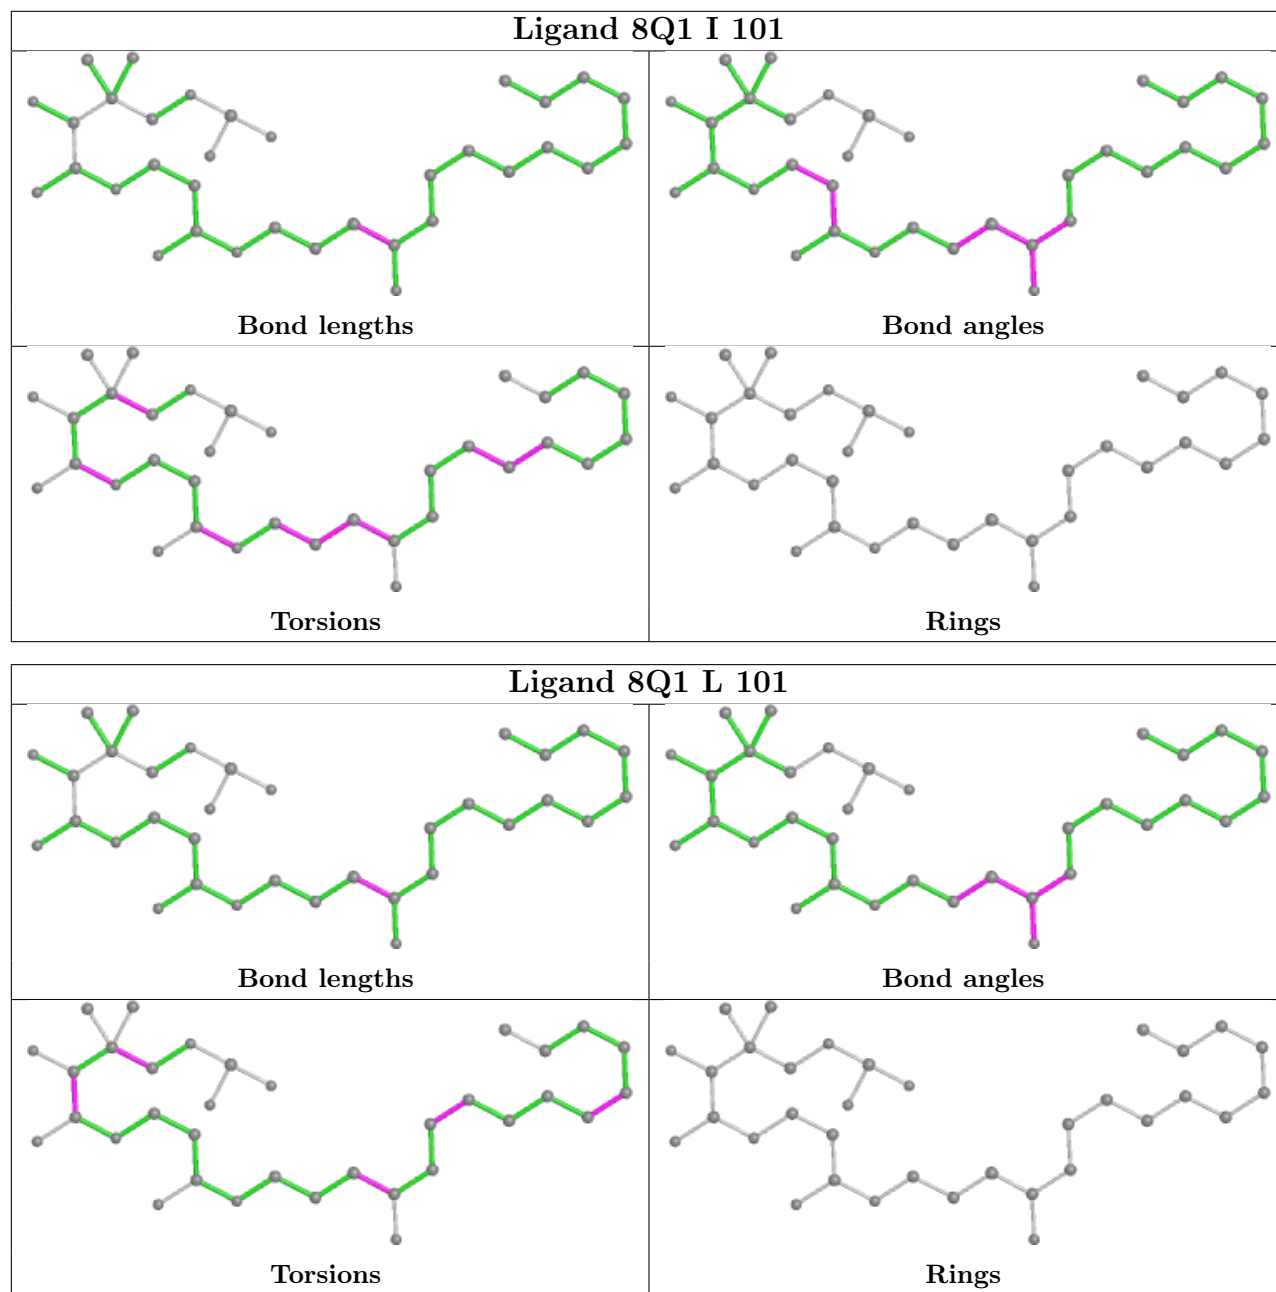 Ligand 8Q1 I 101
Bond lengths
Bond angles
Torsions
Rings
Ligand 8Q1 L 101
Bond lengths
Bond angles
Torsions
Rings